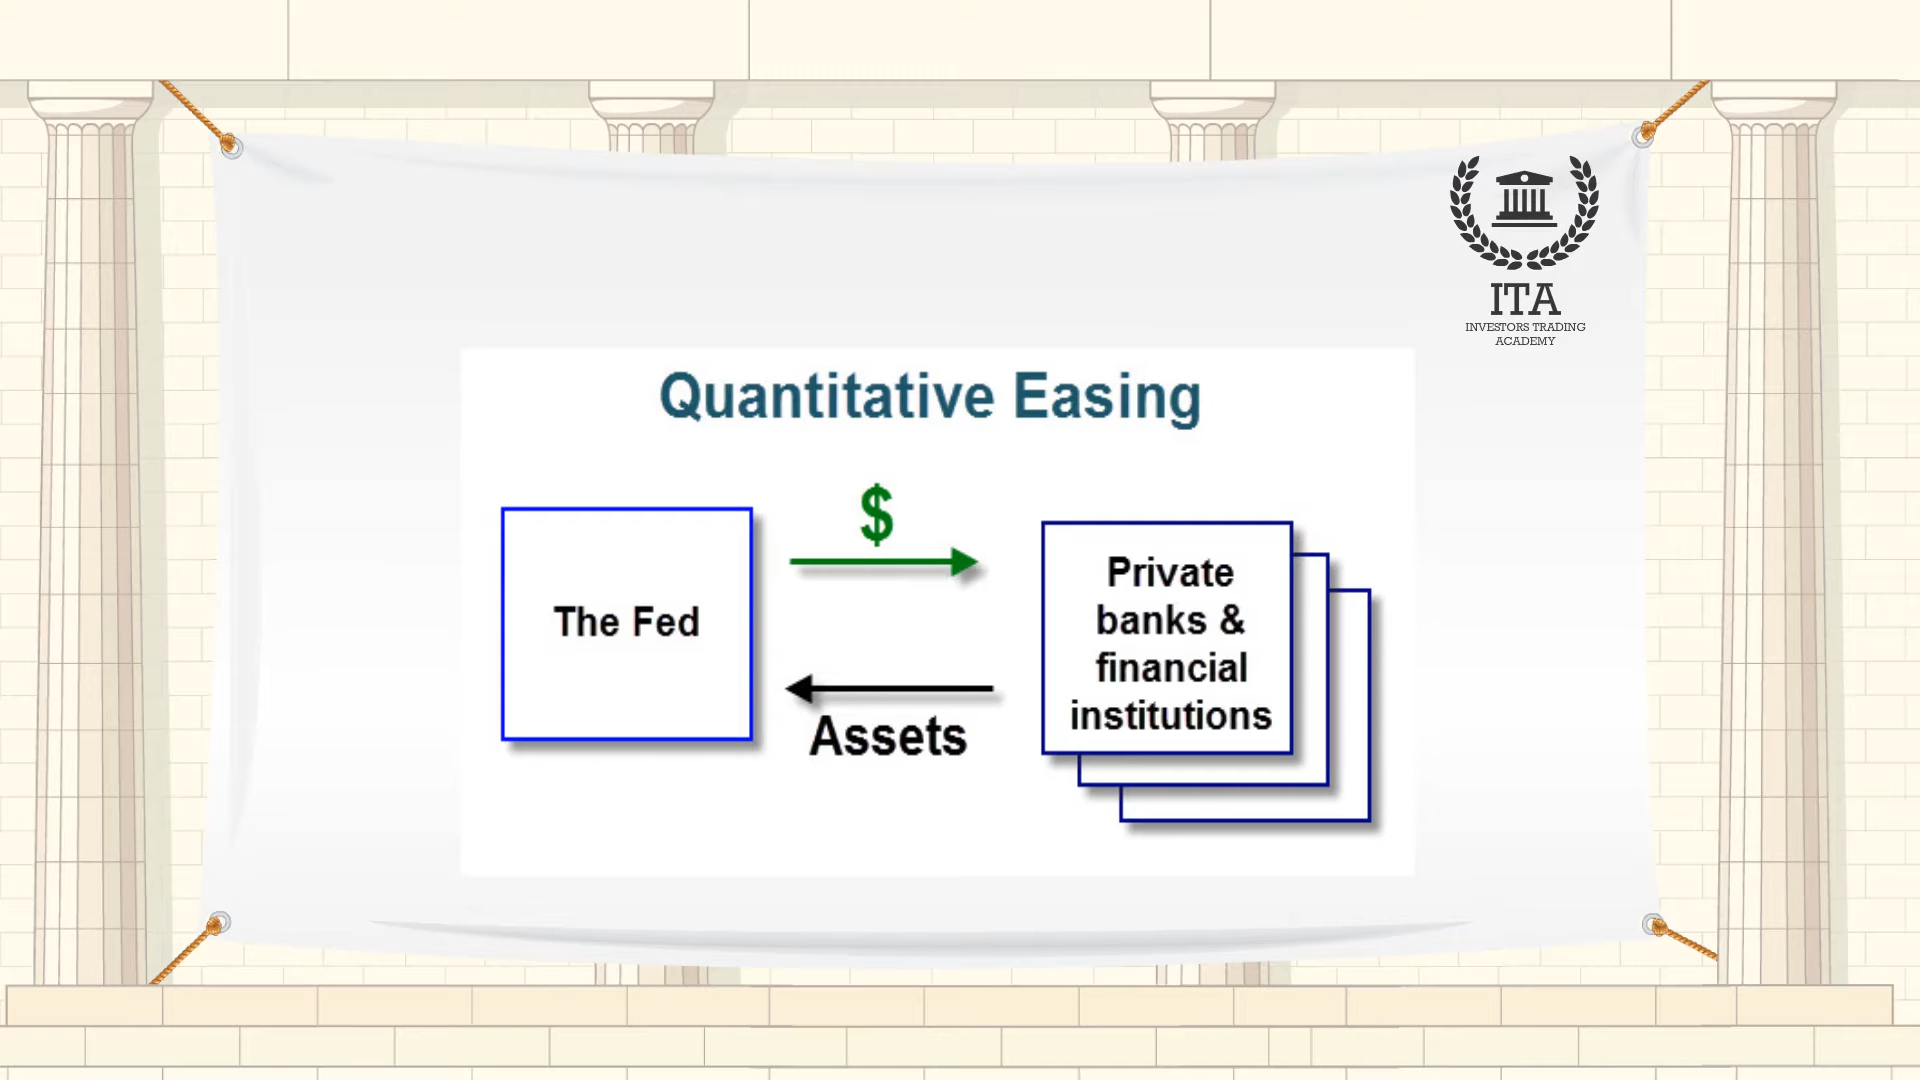 ITA
INVESTORS TRADING
ACADEMY
Quantitative Easing
$
The Fed
Assets
Private
banks &
financial
institutions